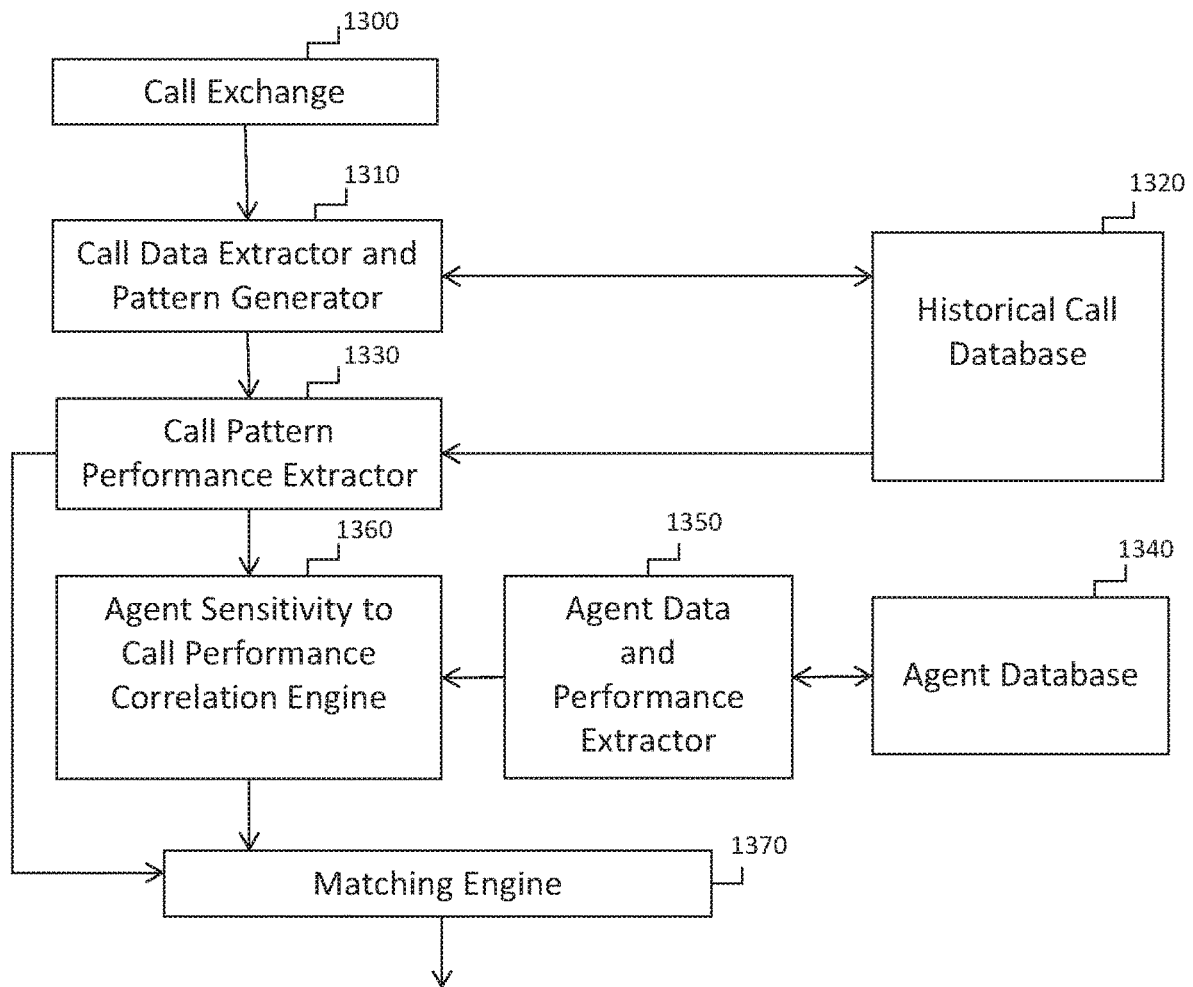 1300
Call Exchange
1310
Call Data Extractor and
Pattern Generator
1320
Historical Call
Database
1330
Call Pattern
Performance Extractor
1360
Agent Sensitivity to
Call Performance
Correlation Engine
1350
Agent Data
and
Performance
Extractor
1340
Agent Database
1370
Matching Engine